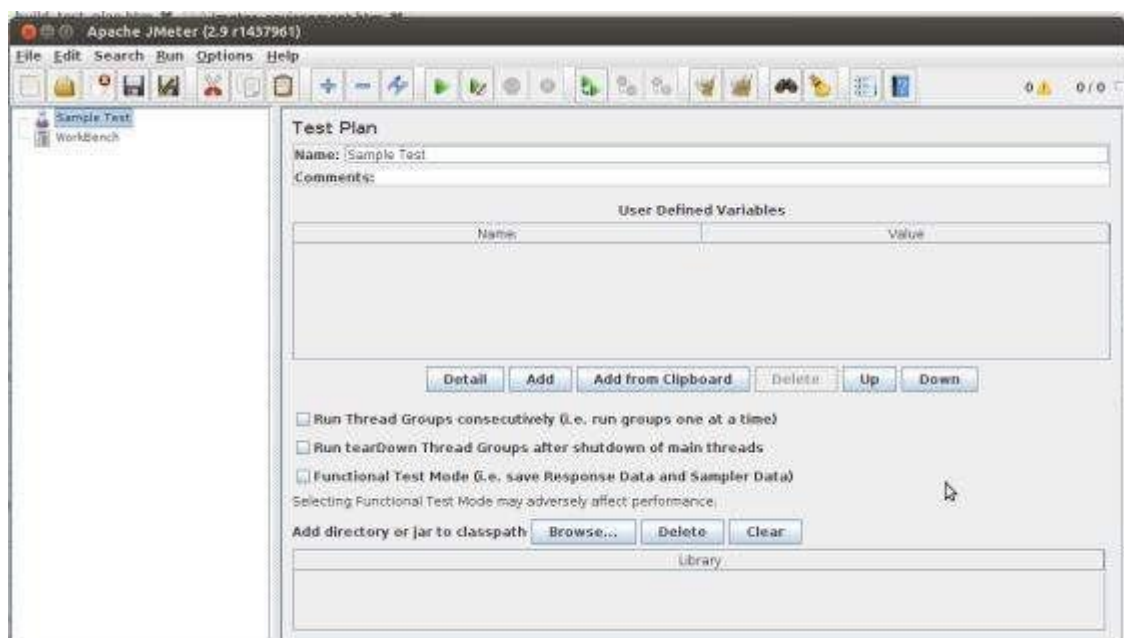 Apache JMeter (2.9 r1437961)
File Edit Search Run Options Help
0 0/0
Sample Test
WorkBench
Test Plan
Name: Sample Test
Comments:
User Defined Variables
Name: Value
Detail Add Add from Clipboard Delete Up Down
Run Thread Groups consecutively (i.e. run groups one at a time)
Run tearDown Thread Groups after shutdown of main threads
Functional Test Mode (i.e. save Response Data and Sampler Data)
Selecting Functional Test Mode may adversely affect performance.
Add directory or jar to classpath Browse... Delete Clear
Library